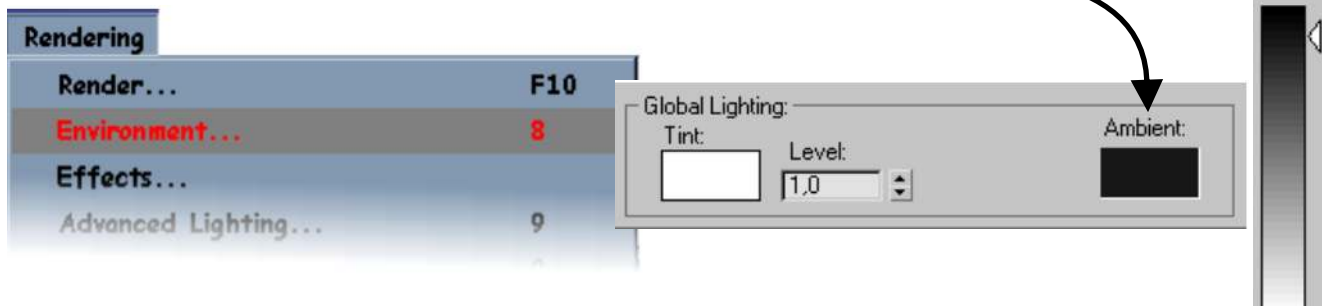 Rendering
Render... F10
Environment... 8
Effects...
Advanced Lighting... 9
Global Lighting:
Tint: Level: Ambient:
1,0